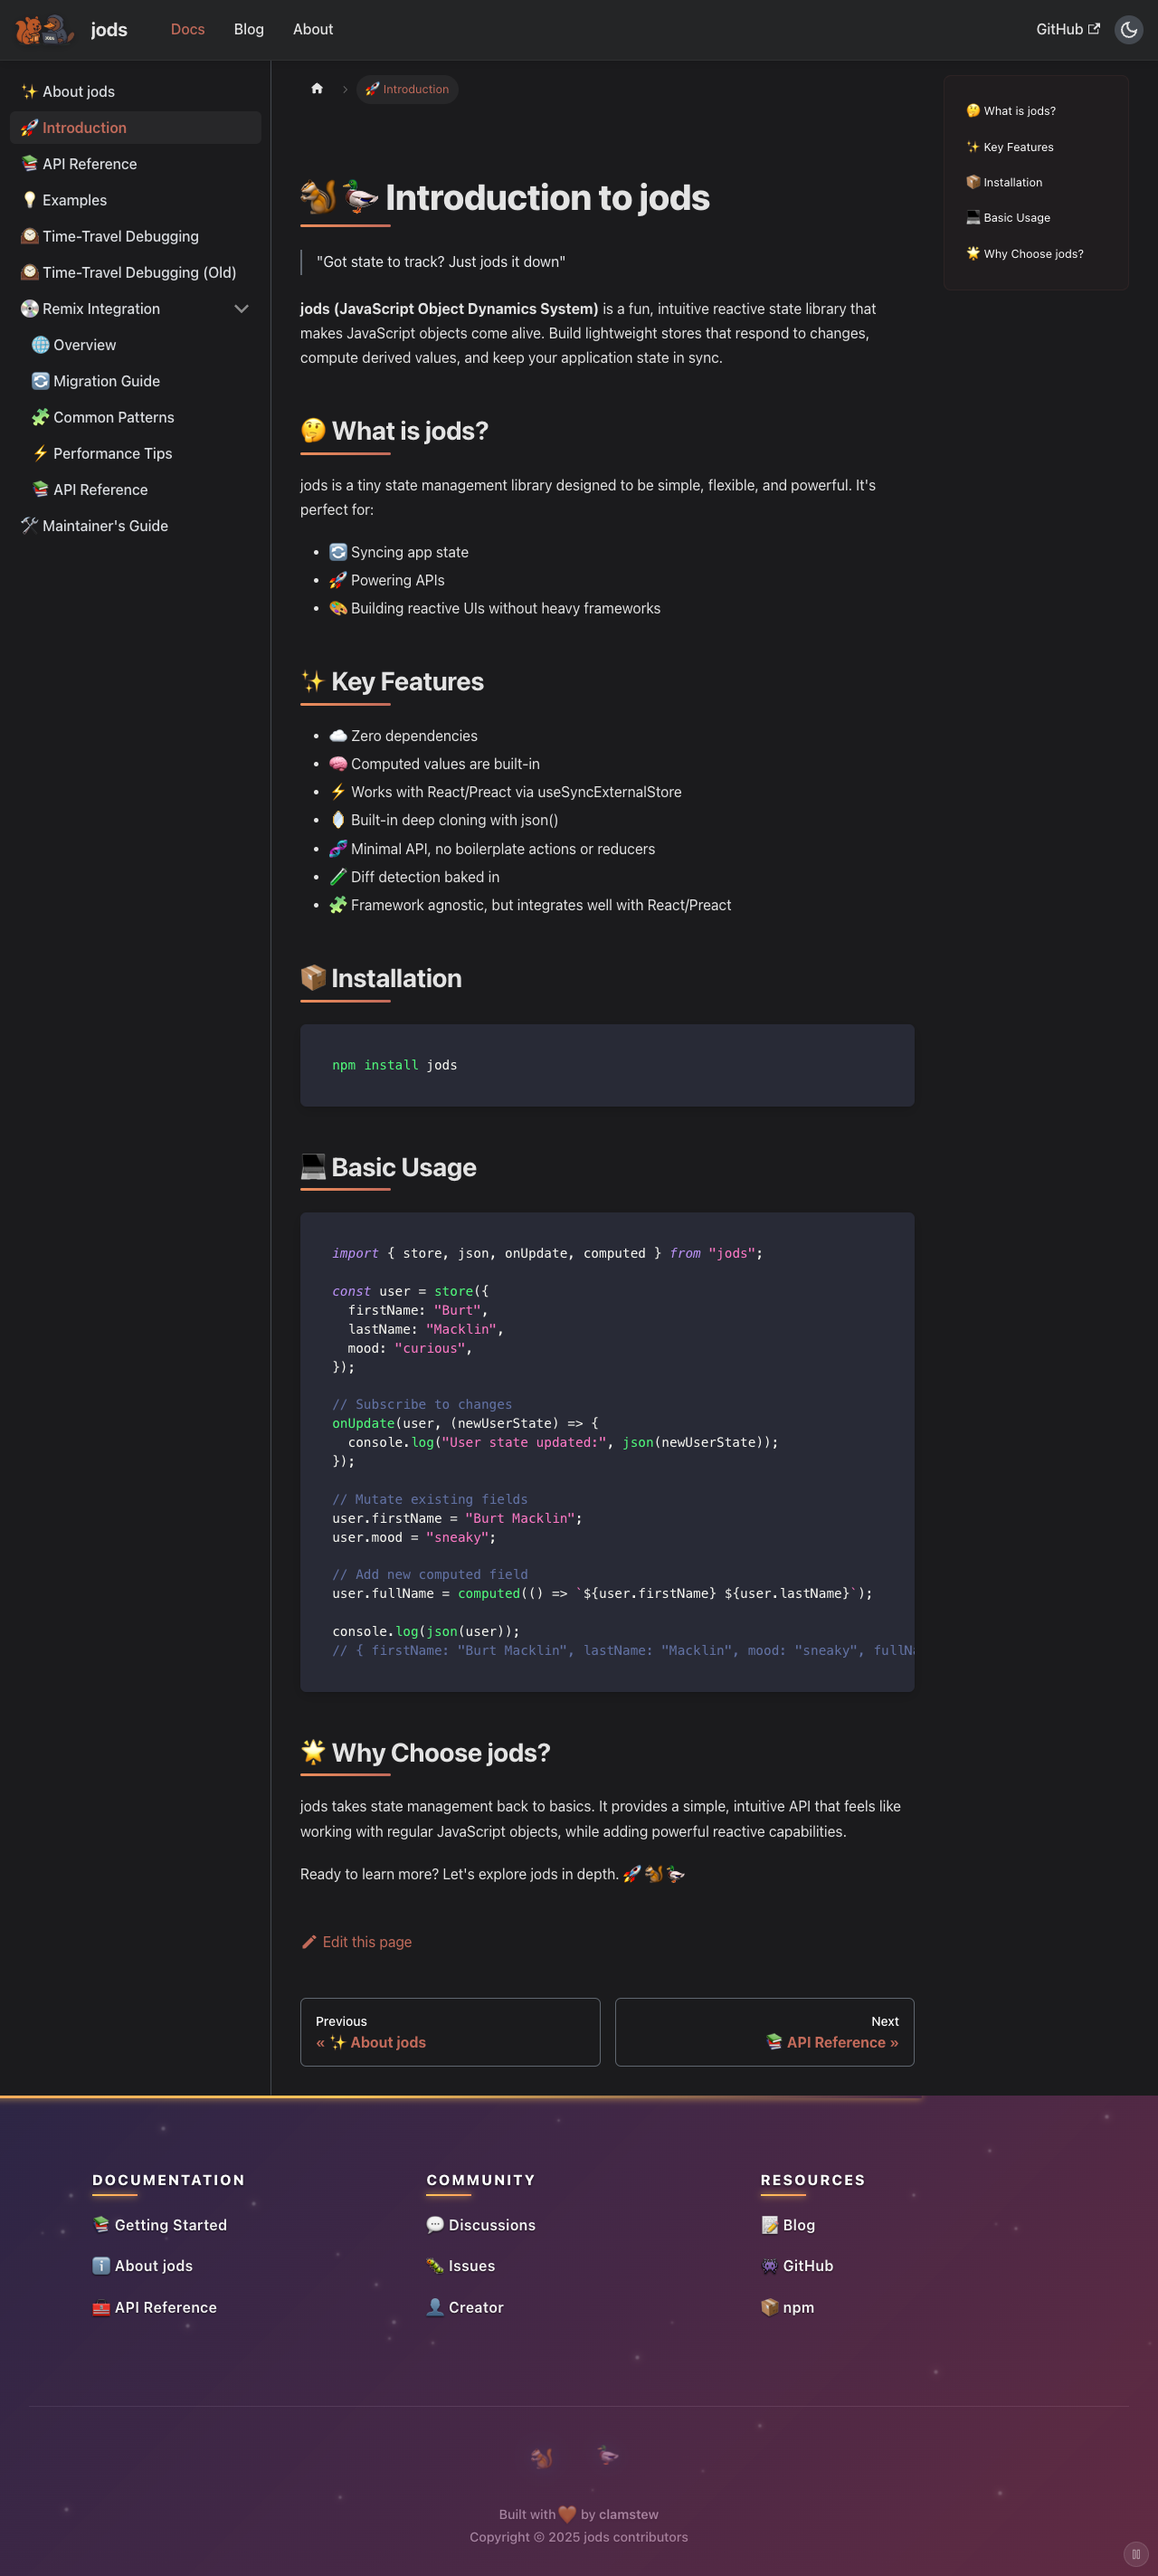 jods
Docs
Blog
About
GitHub
✨ About jods
🚀 Introduction
📚 API Reference
💡 Examples
🕰️ Time-Travel Debugging
🕰️ Time-Travel Debugging (Old)
💿 Remix Integration
🌐 Overview
🔄 Migration Guide
🧩 Common Patterns
⚡ Performance Tips
📚 API Reference
🛠️ Maintainer's Guide
🚀 Introduction
🐿️🦆 Introduction to jods
"Got state to track? Just jods it down"
jods (JavaScript Object Dynamics System) is a fun, intuitive reactive state library that
makes JavaScript objects come alive. Build lightweight stores that respond to changes,
compute derived values, and keep your application state in sync.
🤔 What is jods?
jods is a tiny state management library designed to be simple, flexible, and powerful. It's
perfect for:
• 🔄 Syncing app state
• 🚀 Powering APIs
• 🎨 Building reactive UIs without heavy frameworks
✨ Key Features
• ☁️ Zero dependencies
• 🧠 Computed values are built-in
• ⚡ Works with React/Preact via useSyncExternalStore
• 🪞 Built-in deep cloning with json()
• 🧬 Minimal API, no boilerplate actions or reducers
• 🧪 Diff detection baked in
• 🧩 Framework agnostic, but integrates well with React/Preact
📦 Installation
npm install jods
💻 Basic Usage
import { store, json, onUpdate, computed } from "jods";
const user = store({
  firstName: "Burt",
  lastName: "Macklin",
  mood: "curious",
});
// Subscribe to changes
onUpdate(user, (newUserState) => {
  console.log("User state updated:", json(newUserState));
});
// Mutate existing fields
user.firstName = "Burt Macklin";
user.mood = "sneaky";
// Add new computed field
user.fullName = computed(() => `${user.firstName} ${user.lastName}`);
console.log(json(user));
// { firstName: "Burt Macklin", lastName: "Macklin", mood: "sneaky", fullNa
🌟 Why Choose jods?
jods takes state management back to basics. It provides a simple, intuitive API that feels like
working with regular JavaScript objects, while adding powerful reactive capabilities.
Ready to learn more? Let's explore jods in depth. 🚀🐿️🦆
Edit this page
Previous
« ✨ About jods
Next
📚 API Reference »
🤔 What is jods?
✨ Key Features
📦 Installation
💻 Basic Usage
🌟 Why Choose jods?
DOCUMENTATION
📚 Getting Started
ℹ️ About jods
🧰 API Reference
COMMUNITY
💬 Discussions
🐛 Issues
👤 Creator
RESOURCES
📝 Blog
👾 GitHub
📦 npm
Built with 🧡 by clamstew
Copyright © 2025 jods contributors